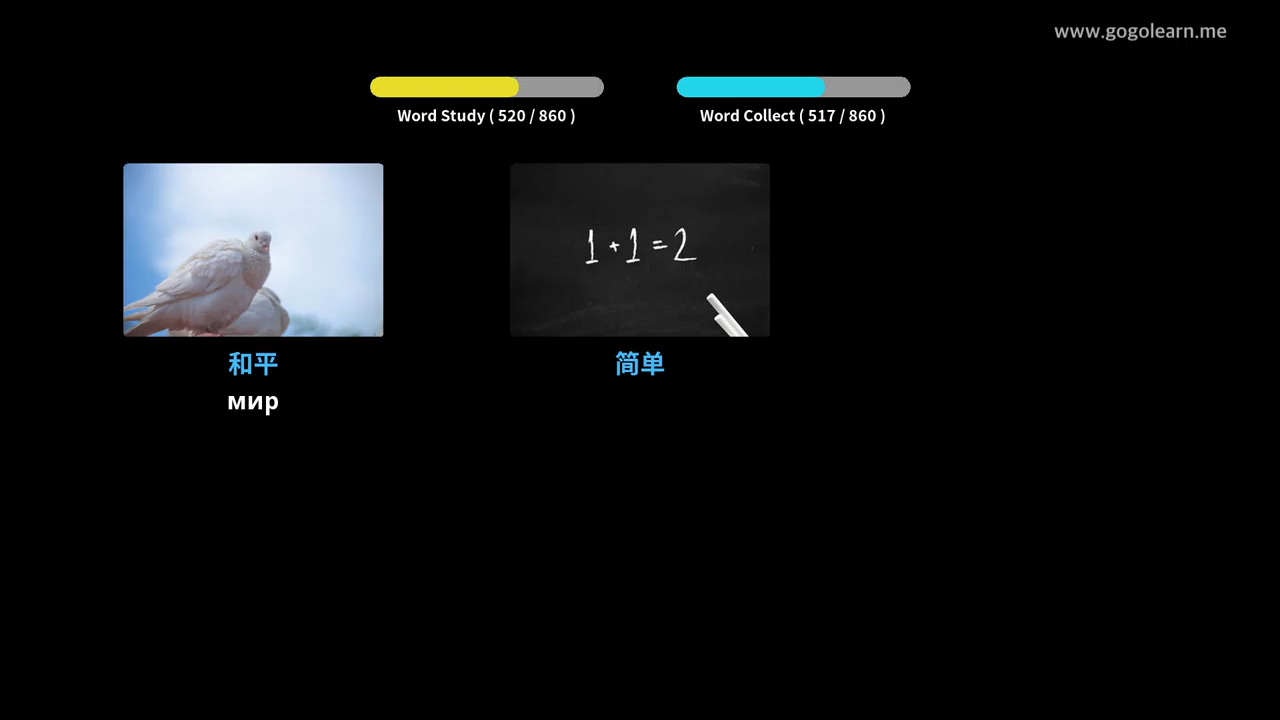 www.gogolearn.me
Word Study ( 520 / 860 )
Word Collect ( 517 / 860 )
1 + 1 = 2
和平
简单
мир